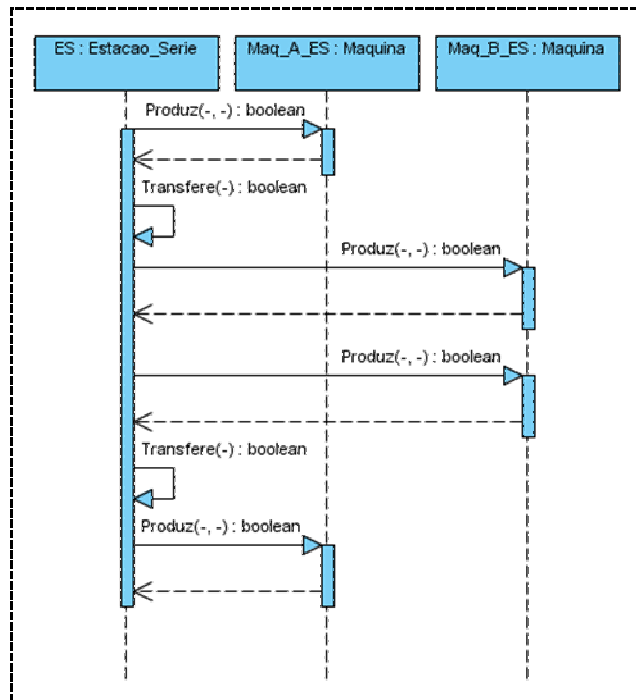 ES : Estacao_Serie
Maq_A_ES : Maquina
Maq_B_ES : Maquina
Produz(-, -) : boolean
Transfere(-) : boolean
Produz(-, -) : boolean
Produz(-, -) : boolean
Transfere(-) : boolean
Produz(-, -) : boolean